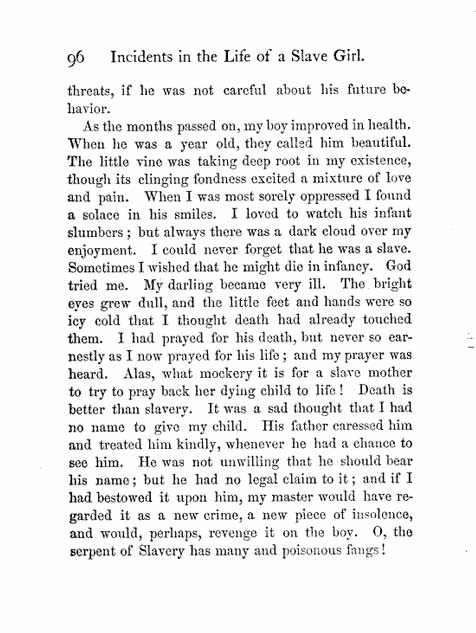 96 Incidents in the Life of a Slave Girl.
threats, if he was not careful about his future be-
havior.
As the months passed on, my boy improved in health.
When he was a year old, they called him beautiful.
The little vine was taking deep root in my existence,
though its clinging fondness excited a mixture of love
and pain. When I was most sorely oppressed I found
a solace in his smiles. I loved to watch his infant
slumbers; but always there was a dark cloud over my
enjoyment. I could never forget that he was a slave.
Sometimes I wished that he might die in infancy. God
tried me. My darling became very ill. The bright
eyes grew dull, and the little feet and hands were so
icy cold that I thought death had already touched
them. I had prayed for his death, but never so ear-
nestly as I now prayed for his life; and my prayer was
heard. Alas, what mockery it is for a slave mother
to try to pray back her dying child to life! Death is
better than slavery. It was a sad thought that I had
no name to give my child. His father caressed him
and treated him kindly, whenever he had a chance to
see him. He was not unwilling that he should bear
his name; but he had no legal claim to it; and if I
had bestowed it upon him, my master would have re-
garded it as a new crime, a new piece of insolence,
and would, perhaps, revenge it on the boy. O, the
serpent of Slavery has many and poisonous fangs!